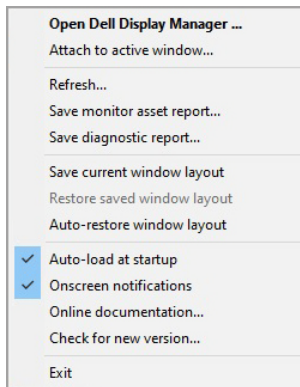 Open Dell Display Manager ...
Attach to active window...
Refresh...
Save monitor asset report...
Save diagnostic report...
Save current window layout
Restore saved window layout
Auto-restore window layout
Auto-load at startup
Onscreen notifications
Online documentation...
Check for new version...
Exit